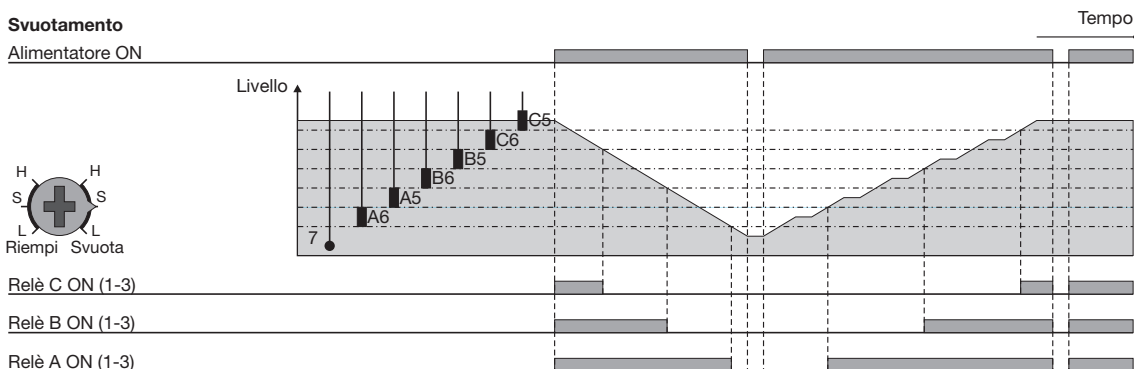 Svuotamento
Tempo
Alimentatore ON
Livello
C5
C6
B5
B6
A5
A6
7
H H
S S
L L
Riempi Svuota
Relè C ON (1-3)
Relè B ON (1-3)
Relè A ON (1-3)